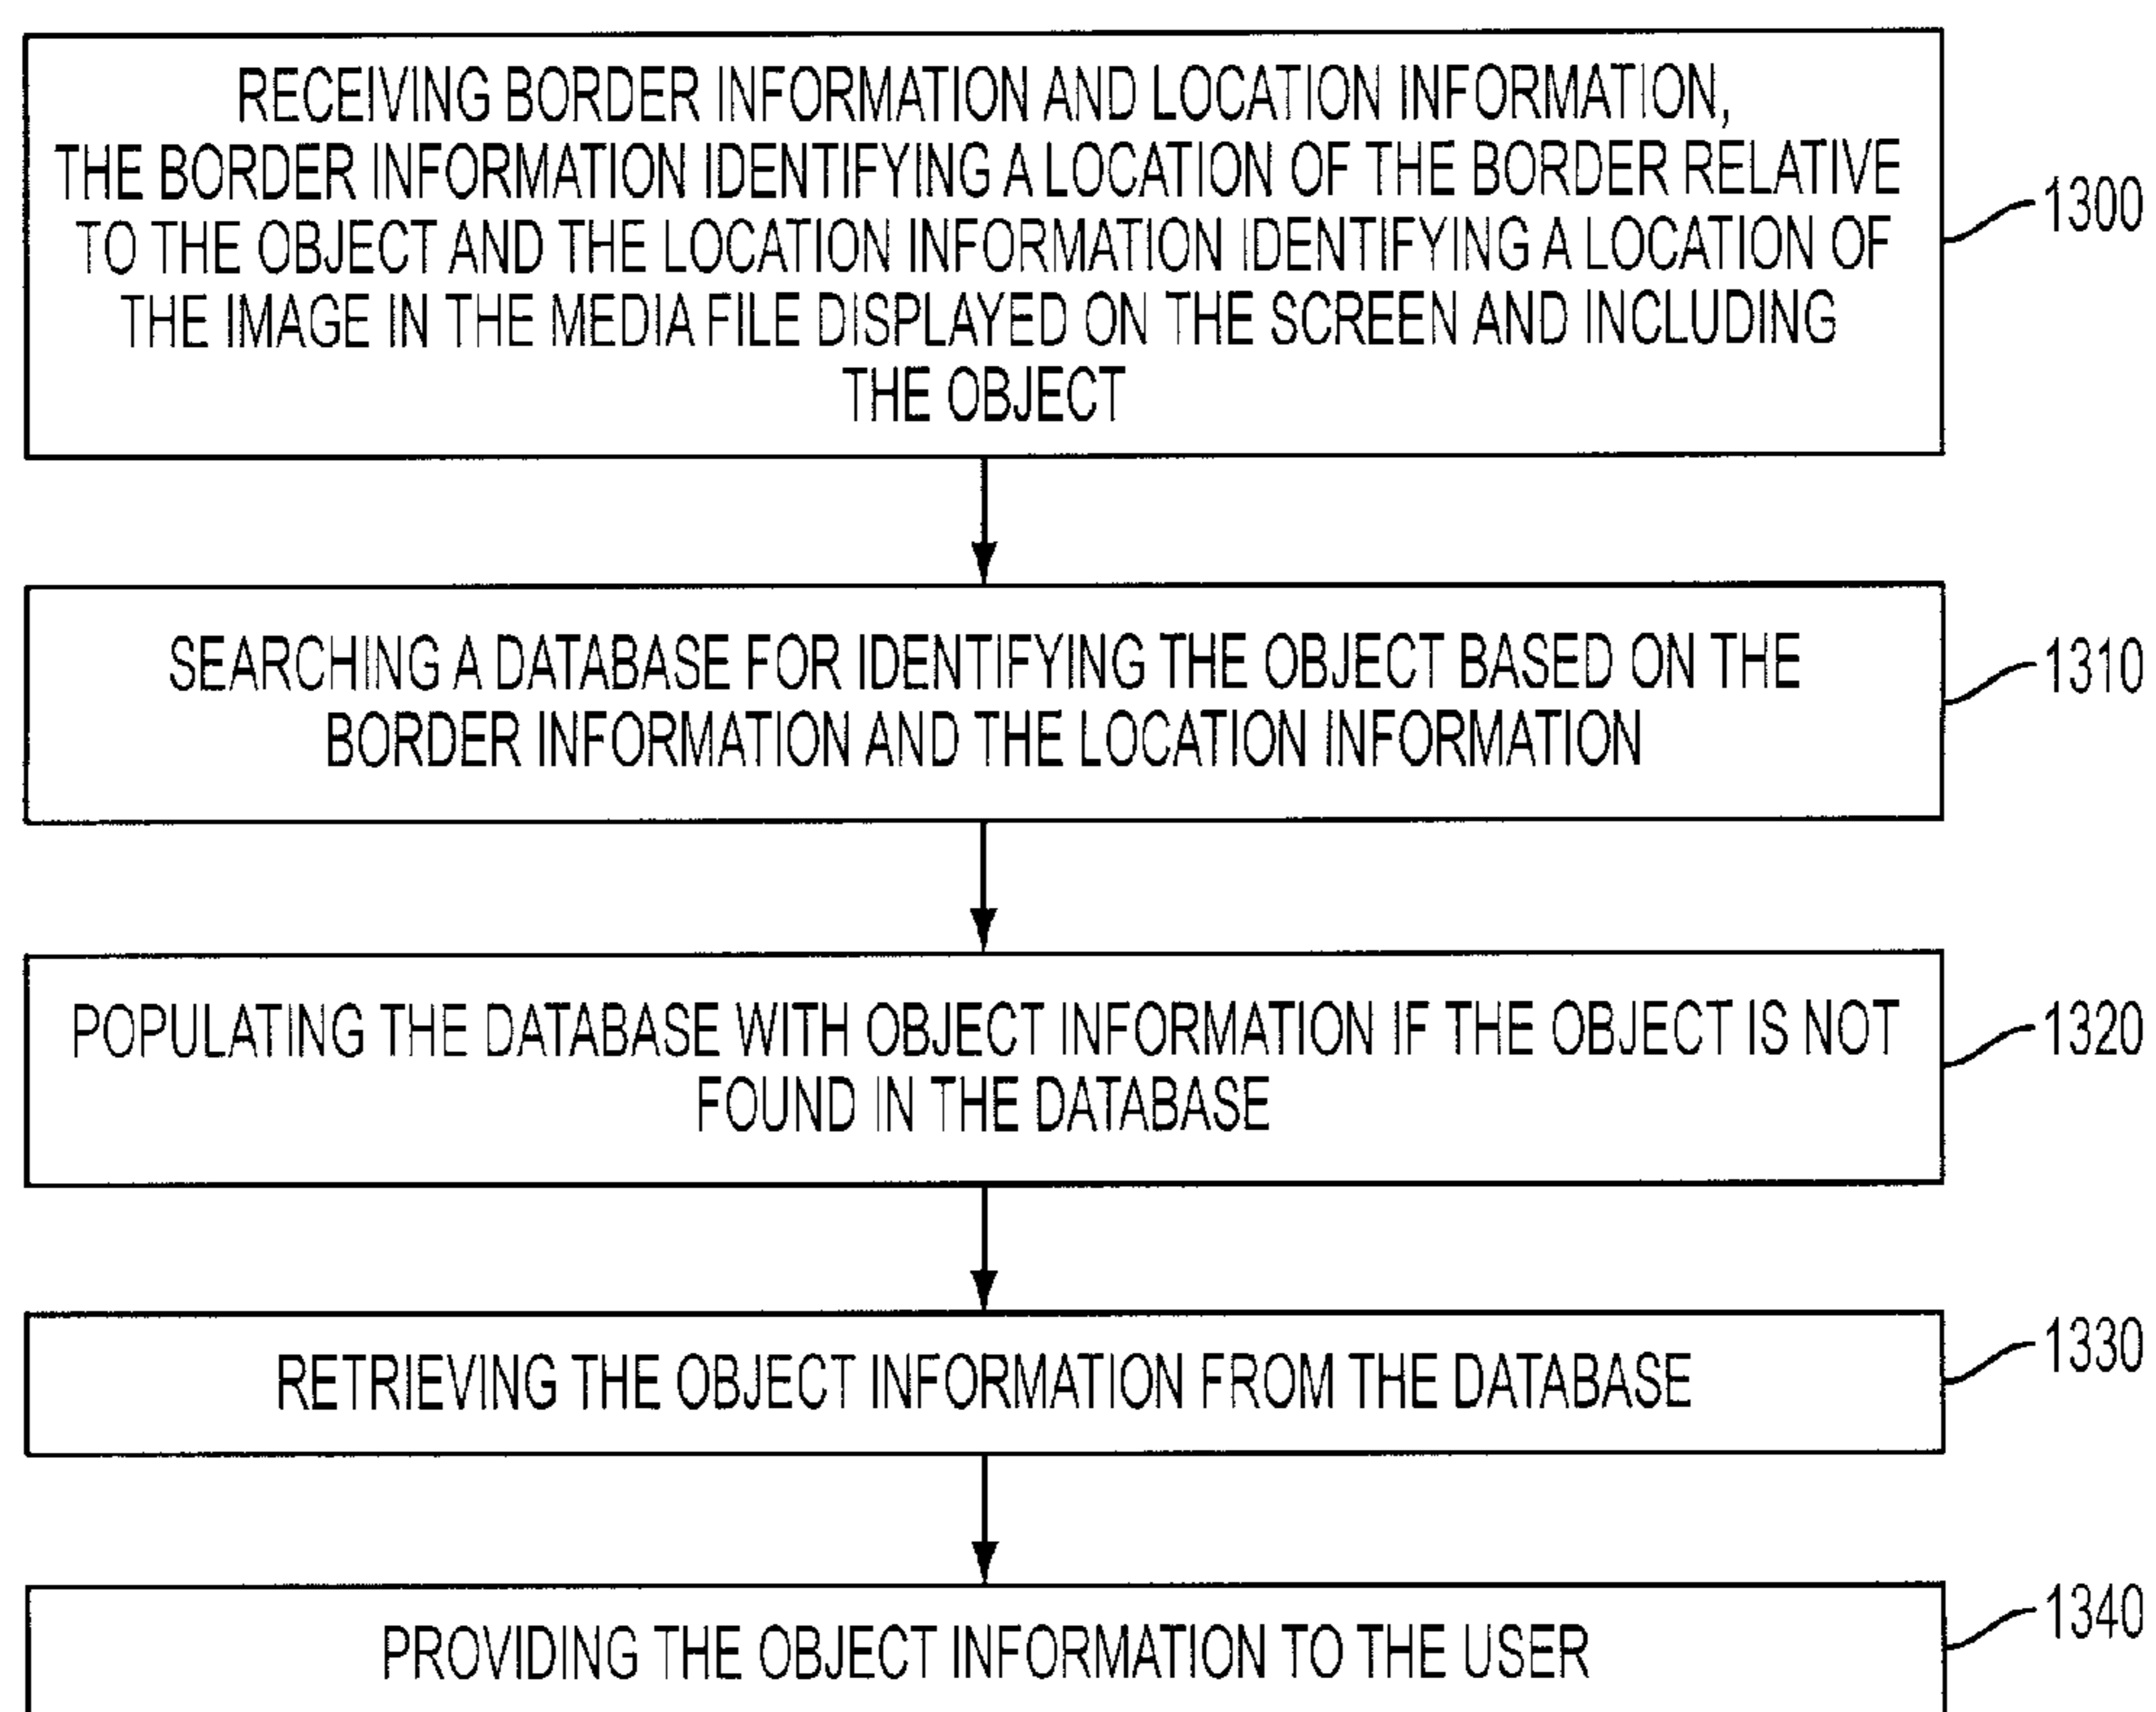 RECEIVING BORDER INFORMATION AND LOCATION INFORMATION,
THE BORDER INFORMATION IDENTIFYING A LOCATION OF THE BORDER RELATIVE
TO THE OBJECT AND THE LOCATION INFORMATION IDENTIFYING A LOCATION OF
THE IMAGE IN THE MEDIA FILE DISPLAYED ON THE SCREEN AND INCLUDING
THE OBJECT
1300
SEARCHING A DATABASE FOR IDENTIFYING THE OBJECT BASED ON THE
BORDER INFORMATION AND THE LOCATION INFORMATION
1310
POPULATING THE DATABASE WITH OBJECT INFORMATION IF THE OBJECT IS NOT
FOUND IN THE DATABASE
1320
RETRIEVING THE OBJECT INFORMATION FROM THE DATABASE
1330
PROVIDING THE OBJECT INFORMATION TO THE USER
1340